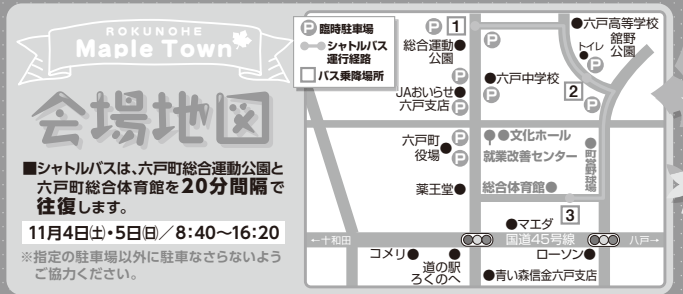 ROKUNOHE
Maple Town
会場地図
■シャトルバスは、六戸町総合運動公園と
六戸町総合体育館を20分間隔で
往復します。
11月4日㈯・5日㈰／8:40〜16:20
※指定の駐車場以外に駐車なさらないよう
ご協力ください。
P 臨時駐車場
シャトルバス
運行経路
バス乗降場所
P 1
総合運動
公園
P
●六戸高等学校
トイレ
舘野
公園
P
●六戸中学校
P
2
P
JAおいらせ
六戸支店
P
六戸町
役場
P
P
●文化ホール
就業改善センター
町営野球場
薬王堂●
総合体育館●
3
●マエダ
←十和田
国道45号線
八戸→
コメリ●
道の駅
ろくのへ
ローソン●
●青い森信金六戸支店